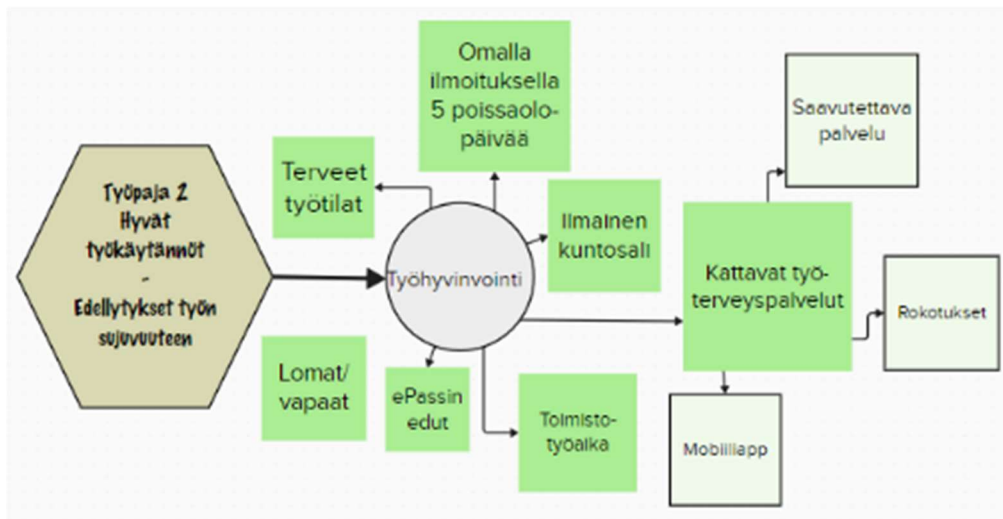 Työpaja 2
Hyvät
työkäytännöt
-
Edellytykset työn
sujuvuuteen
Terveet
työtilat
Omalla
ilmoituksella
5 poissaolo-
päivää
Ilmainen
kuntosali
Työhyvinvointi
Lomat/
vapaat
ePassin
edut
Toimisto-
työaika
Kattavat työ-
terveyspalvelut
Saavutettava
palvelu
Rokotukset
Mobiiliapp